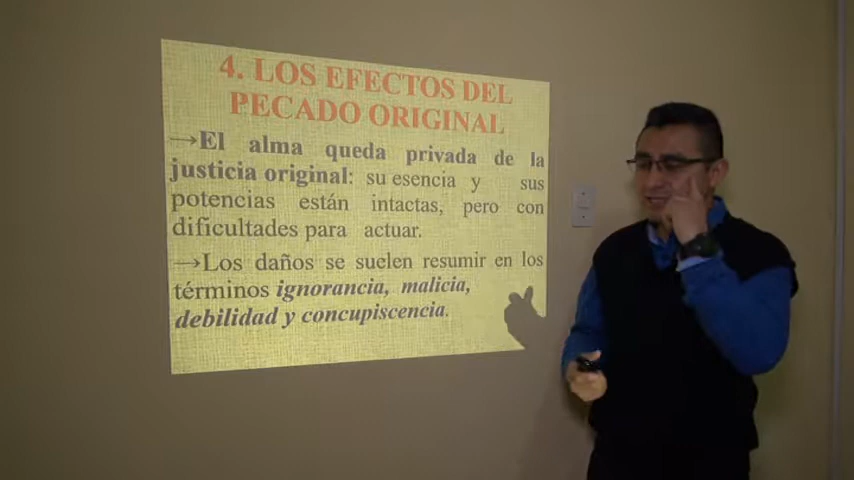 4. LOS EFECTOS DEL
PECADO ORIGINAL
→El alma queda privada de la
justicia original: su esencia y sus
potencias están intactas, pero con
dificultades para actuar.
→Los daños se suelen resumir en los
términos ignorancia, malicia,
debilidad y concupiscencia.